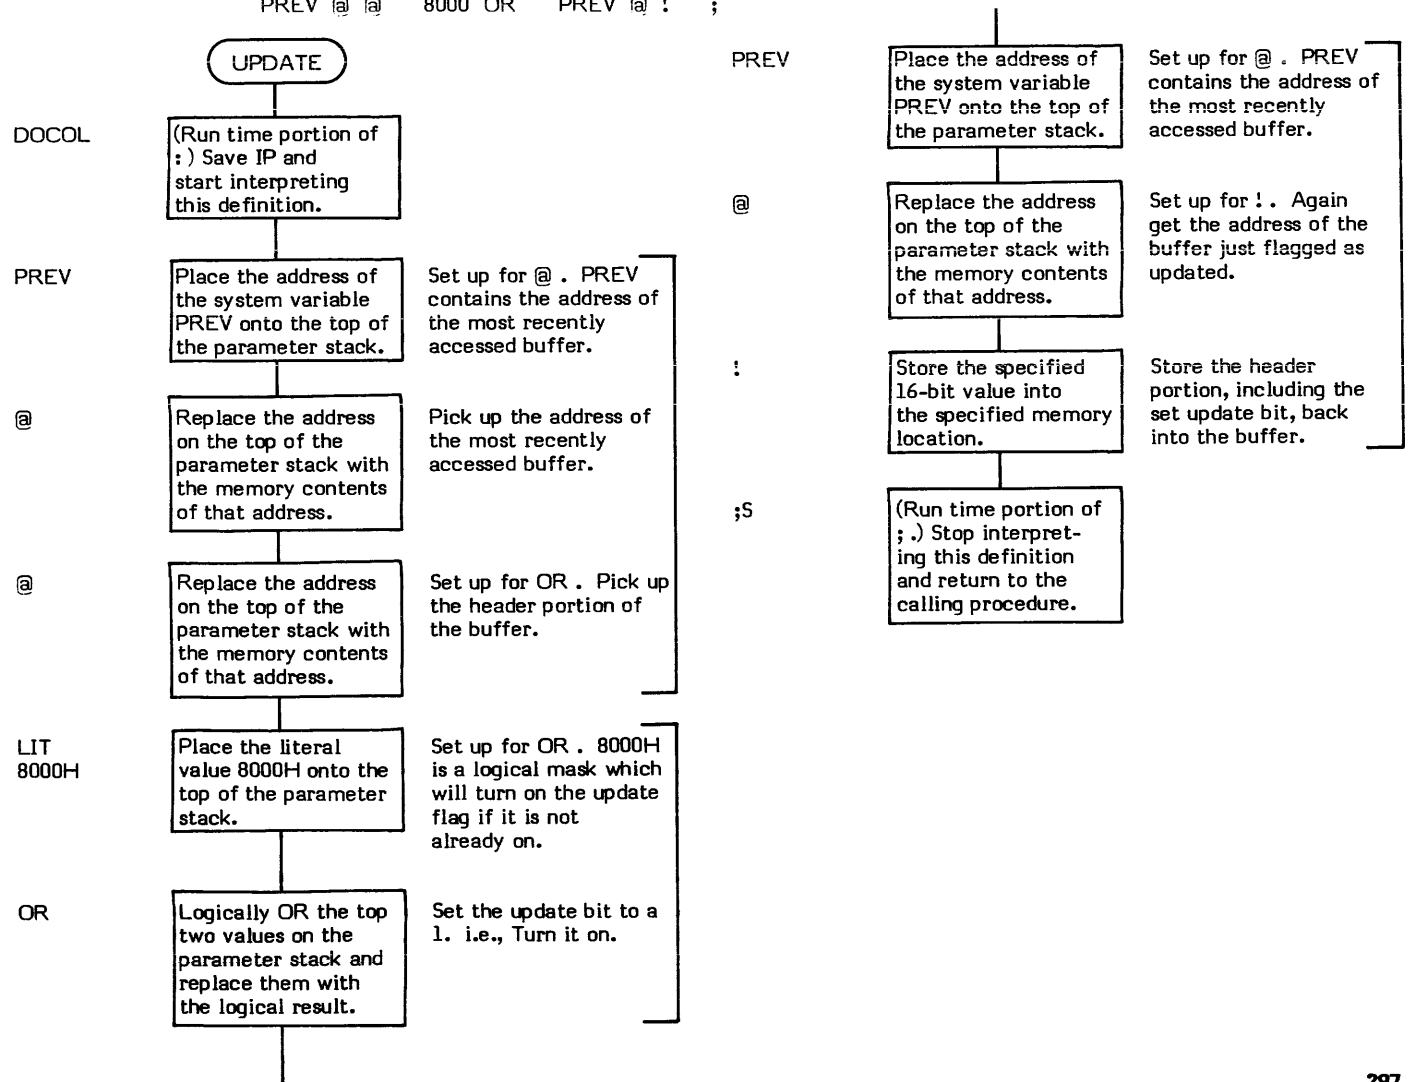 PREV @ @ 8000 OR PREV @ ! ;
UPDATE
DOCOL
(Run time portion of
: ) Save IP and
start interpreting
this definition.
PREV
Place the address of
the system variable
PREV onto the top of
the parameter stack.
Set up for @ . PREV
contains the address of
the most recently
accessed buffer.
@
Replace the address
on the top of the
parameter stack with
the memory contents
of that address.
Pick up the address of
the most recently
accessed buffer.
@
Replace the address
on the top of the
parameter stack with
the memory contents
of that address.
Set up for OR . Pick up
the header portion of
the buffer.
LIT
8000H
Place the literal
value 8000H onto the
top of the parameter
stack.
Set up for OR . 8000H
is a logical mask which
will turn on the update
flag if it is not
already on.
OR
Logically OR the top
two values on the
parameter stack and
replace them with
the logical result.
Set the update bit to a
1. i.e., Turn it on.
PREV
Place the address of
the system variable
PREV onto the top of
the parameter stack.
Set up for @ . PREV
contains the address of
the most recently
accessed buffer.
@
Replace the address
on the top of the
parameter stack with
the memory contents
of that address.
Set up for ! . Again
get the address of the
buffer just flagged as
updated.
!
Store the specified
16-bit value into
the specified memory
location.
Store the header
portion, including the
set update bit, back
into the buffer.
;S
(Run time portion of
; .) Stop interpret-
ing this definition
and return to the
calling procedure.